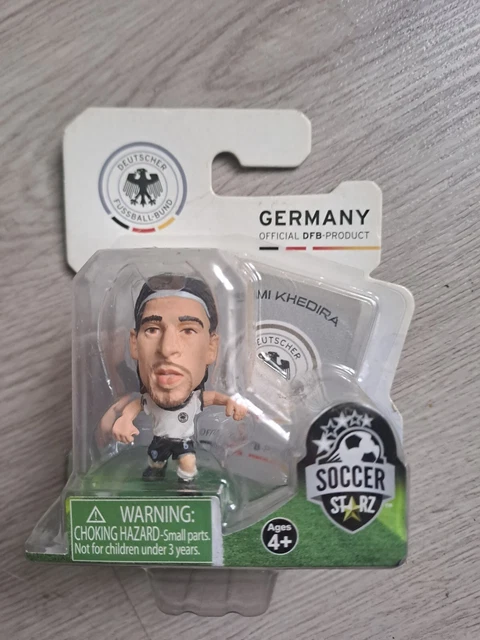 DEUTSCHER
FUSSBALL-BUND
GERMANY
OFFICIAL DFB-PRODUCT
MI KHEDIRA
DEUTSCHER
SOCCER
STARZ
WARNING:
CHOKING HAZARD-Small parts.
Not for children under 3 years.
Ages
4+